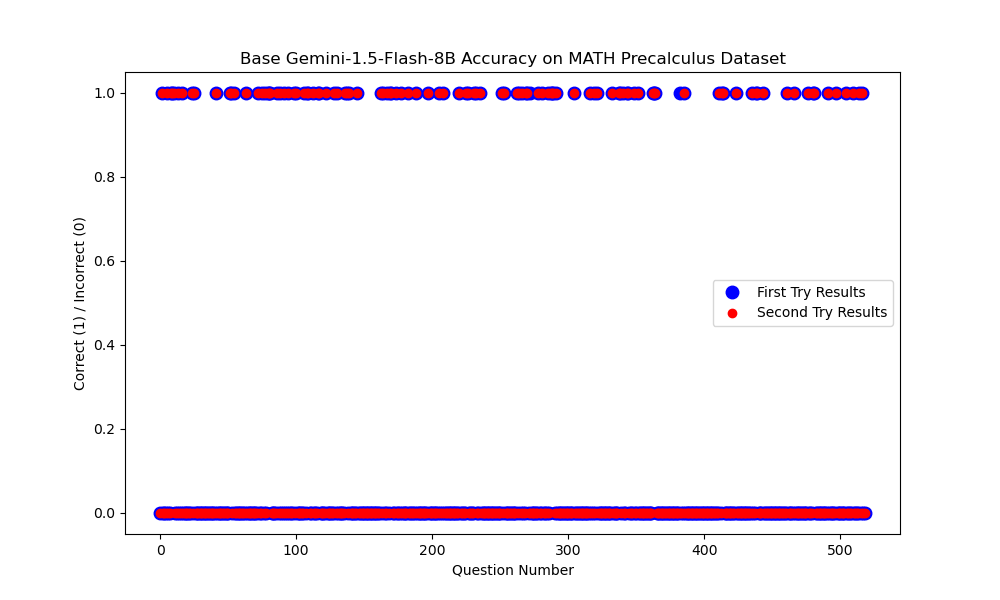 Base Gemini-1.5-Flash-8B Accuracy on MATH Precalculus Dataset
Correct (1) / Incorrect (0)
1.0
0.8
0.6
0.4
0.2
0.0
First Try Results
Second Try Results
0 100 200 300 400 500
Question Number